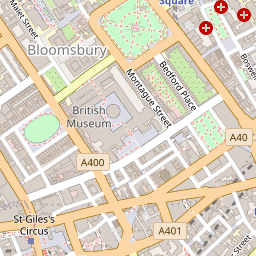 Square
Malet Street
Bloomsbury
Montague Street
Bedford Place
British
Museum
A40
A400
St Giles's
Circus
A401